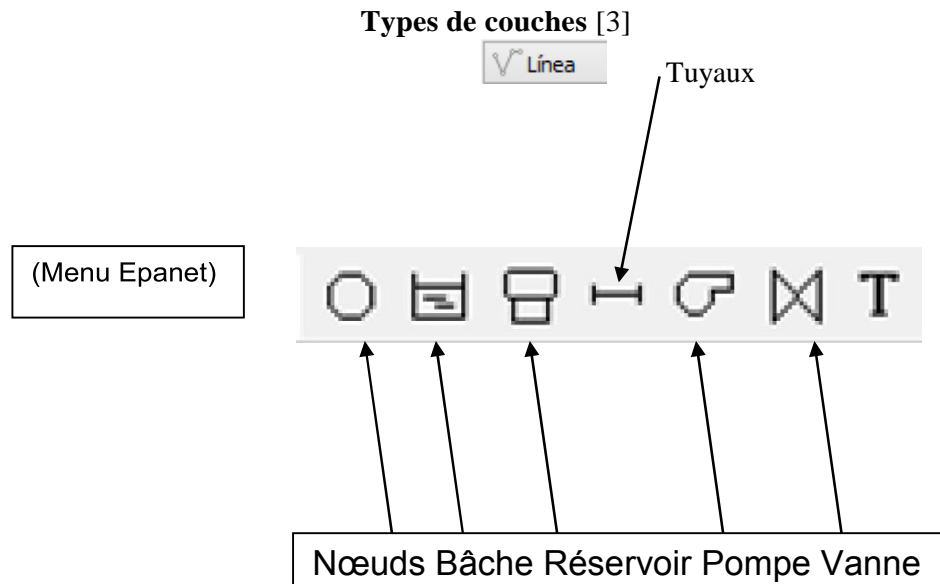 Types de couches [3]
Línea
Tuyaux
(Menu Epanet)
T
Nœuds Bâche Réservoir Pompe Vanne